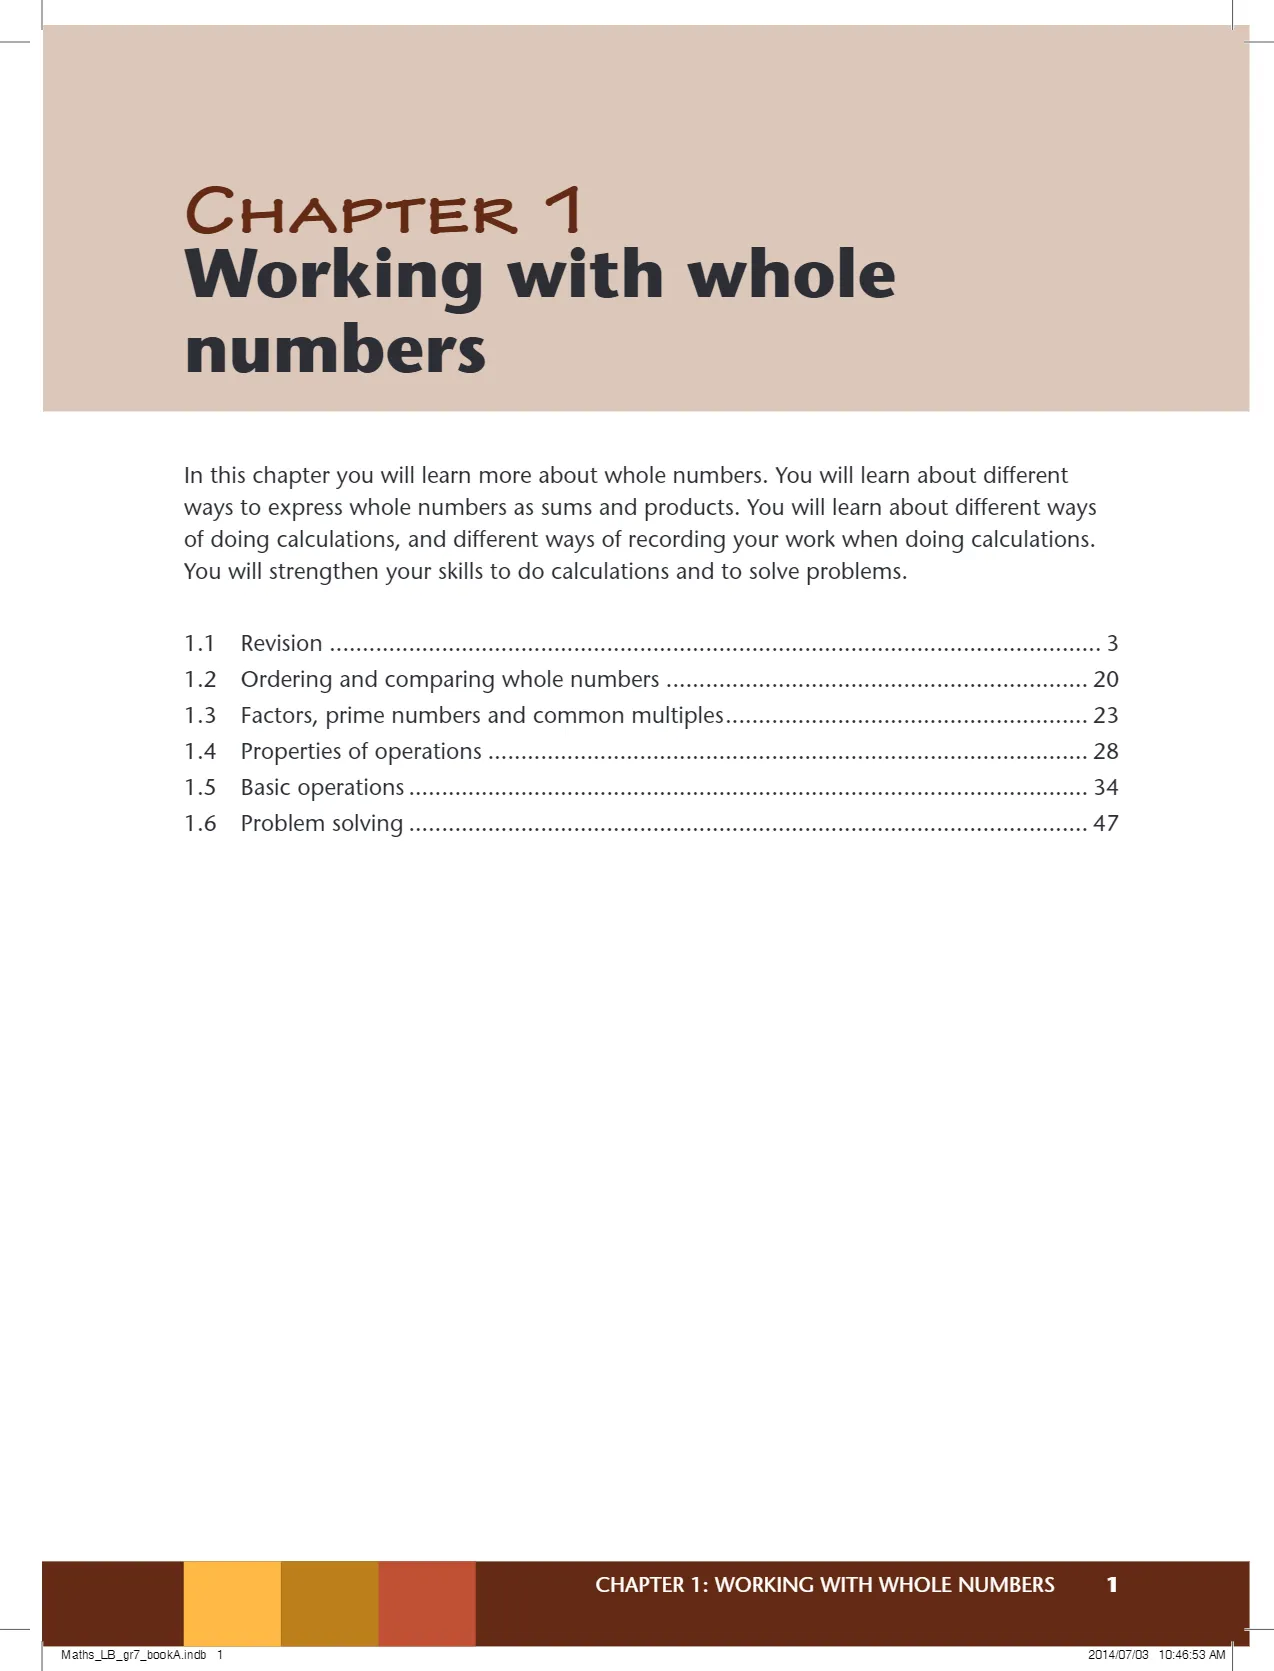 CHAPTER 1
Working with whole
numbers
In this chapter you will learn more about whole numbers. You will learn about different
ways to express whole numbers as sums and products. You will learn about different ways
of doing calculations, and different ways of recording your work when doing calculations.
You will strengthen your skills to do calculations and to solve problems.
1.1 Revision ..................................................................................................................... 3
1.2 Ordering and comparing whole numbers ................................................................ 20
1.3 Factors, prime numbers and common multiples....................................................... 23
1.4 Properties of operations ........................................................................................... 28
1.5 Basic operations ....................................................................................................... 34
1.6 Problem solving ....................................................................................................... 47
CHAPTER 1: WORKING WITH WHOLE NUMBERS 1
Maths_LB_gr7_bookA.indb 1 2014/07/03 10:46:53 AM